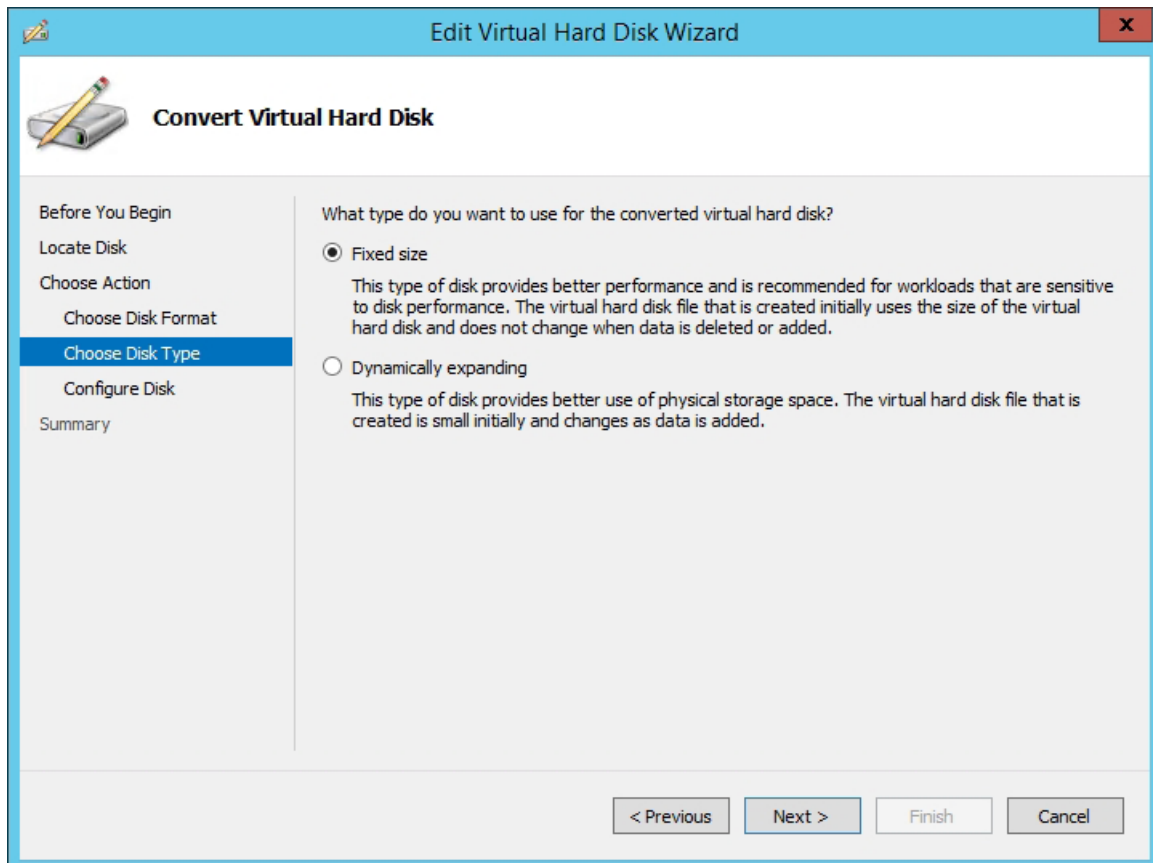 Edit Virtual Hard Disk Wizard
x
Convert Virtual Hard Disk
Before You Begin
Locate Disk
Choose Action
Choose Disk Format
Choose Disk Type
Configure Disk
Summary
What type do you want to use for the converted virtual hard disk?
Fixed size
This type of disk provides better performance and is recommended for workloads that are sensitive
to disk performance. The virtual hard disk file that is created initially uses the size of the virtual
hard disk and does not change when data is deleted or added.
Dynamically expanding
This type of disk provides better use of physical storage space. The virtual hard disk file that is
created is small initially and changes as data is added.
< Previous
Next >
Finish
Cancel